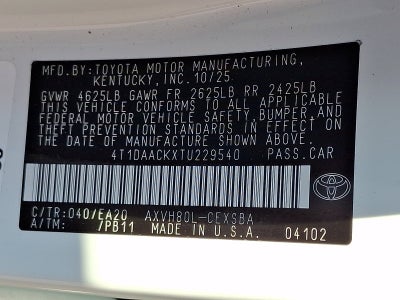 MFD.BY:TOYOTA MOTOR MANUFACTURING,
KENTUCKY,INC.10/25
GVWR 4625LB GAWR FR 2625LB RR 2425LB
THIS VEHICLE CONFORMS TO ALL APPLICABLE
FEDERAL MOTOR VEHICLE SAFETY,BUMPER,AND
THEFT PREVENTION STANDARDS IN EFFECT ON
THE DATE OF MANUFACTURE SHOWN ABOVE.
4T1DAACKXTU229540 PASS.CAR
C/TR:040/EA20 AXVH80L-CEXSBA
A/TM: /PB11 MADE IN U.S.A. 04102